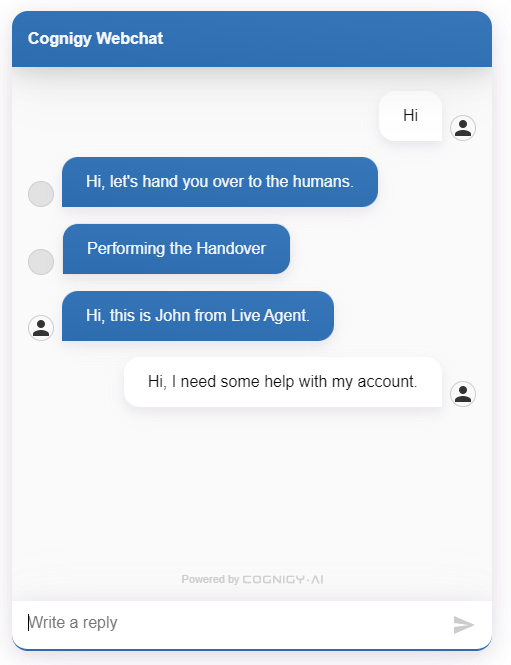 Cognigy Webchat
Hi
Hi, let's hand you over to the humans.
Performing the Handover
Hi, this is John from Live Agent.
Hi, I need some help with my account.
Powered by COGNIGY·AI
Write a reply